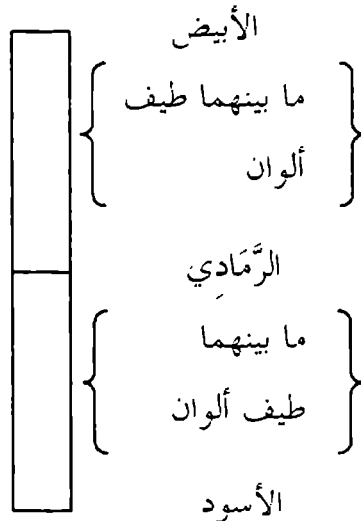 الأبيض
ما بينهما طيف
ألوان
الرَّمَادِي
ما بينهما
طيف ألوان
الأسود